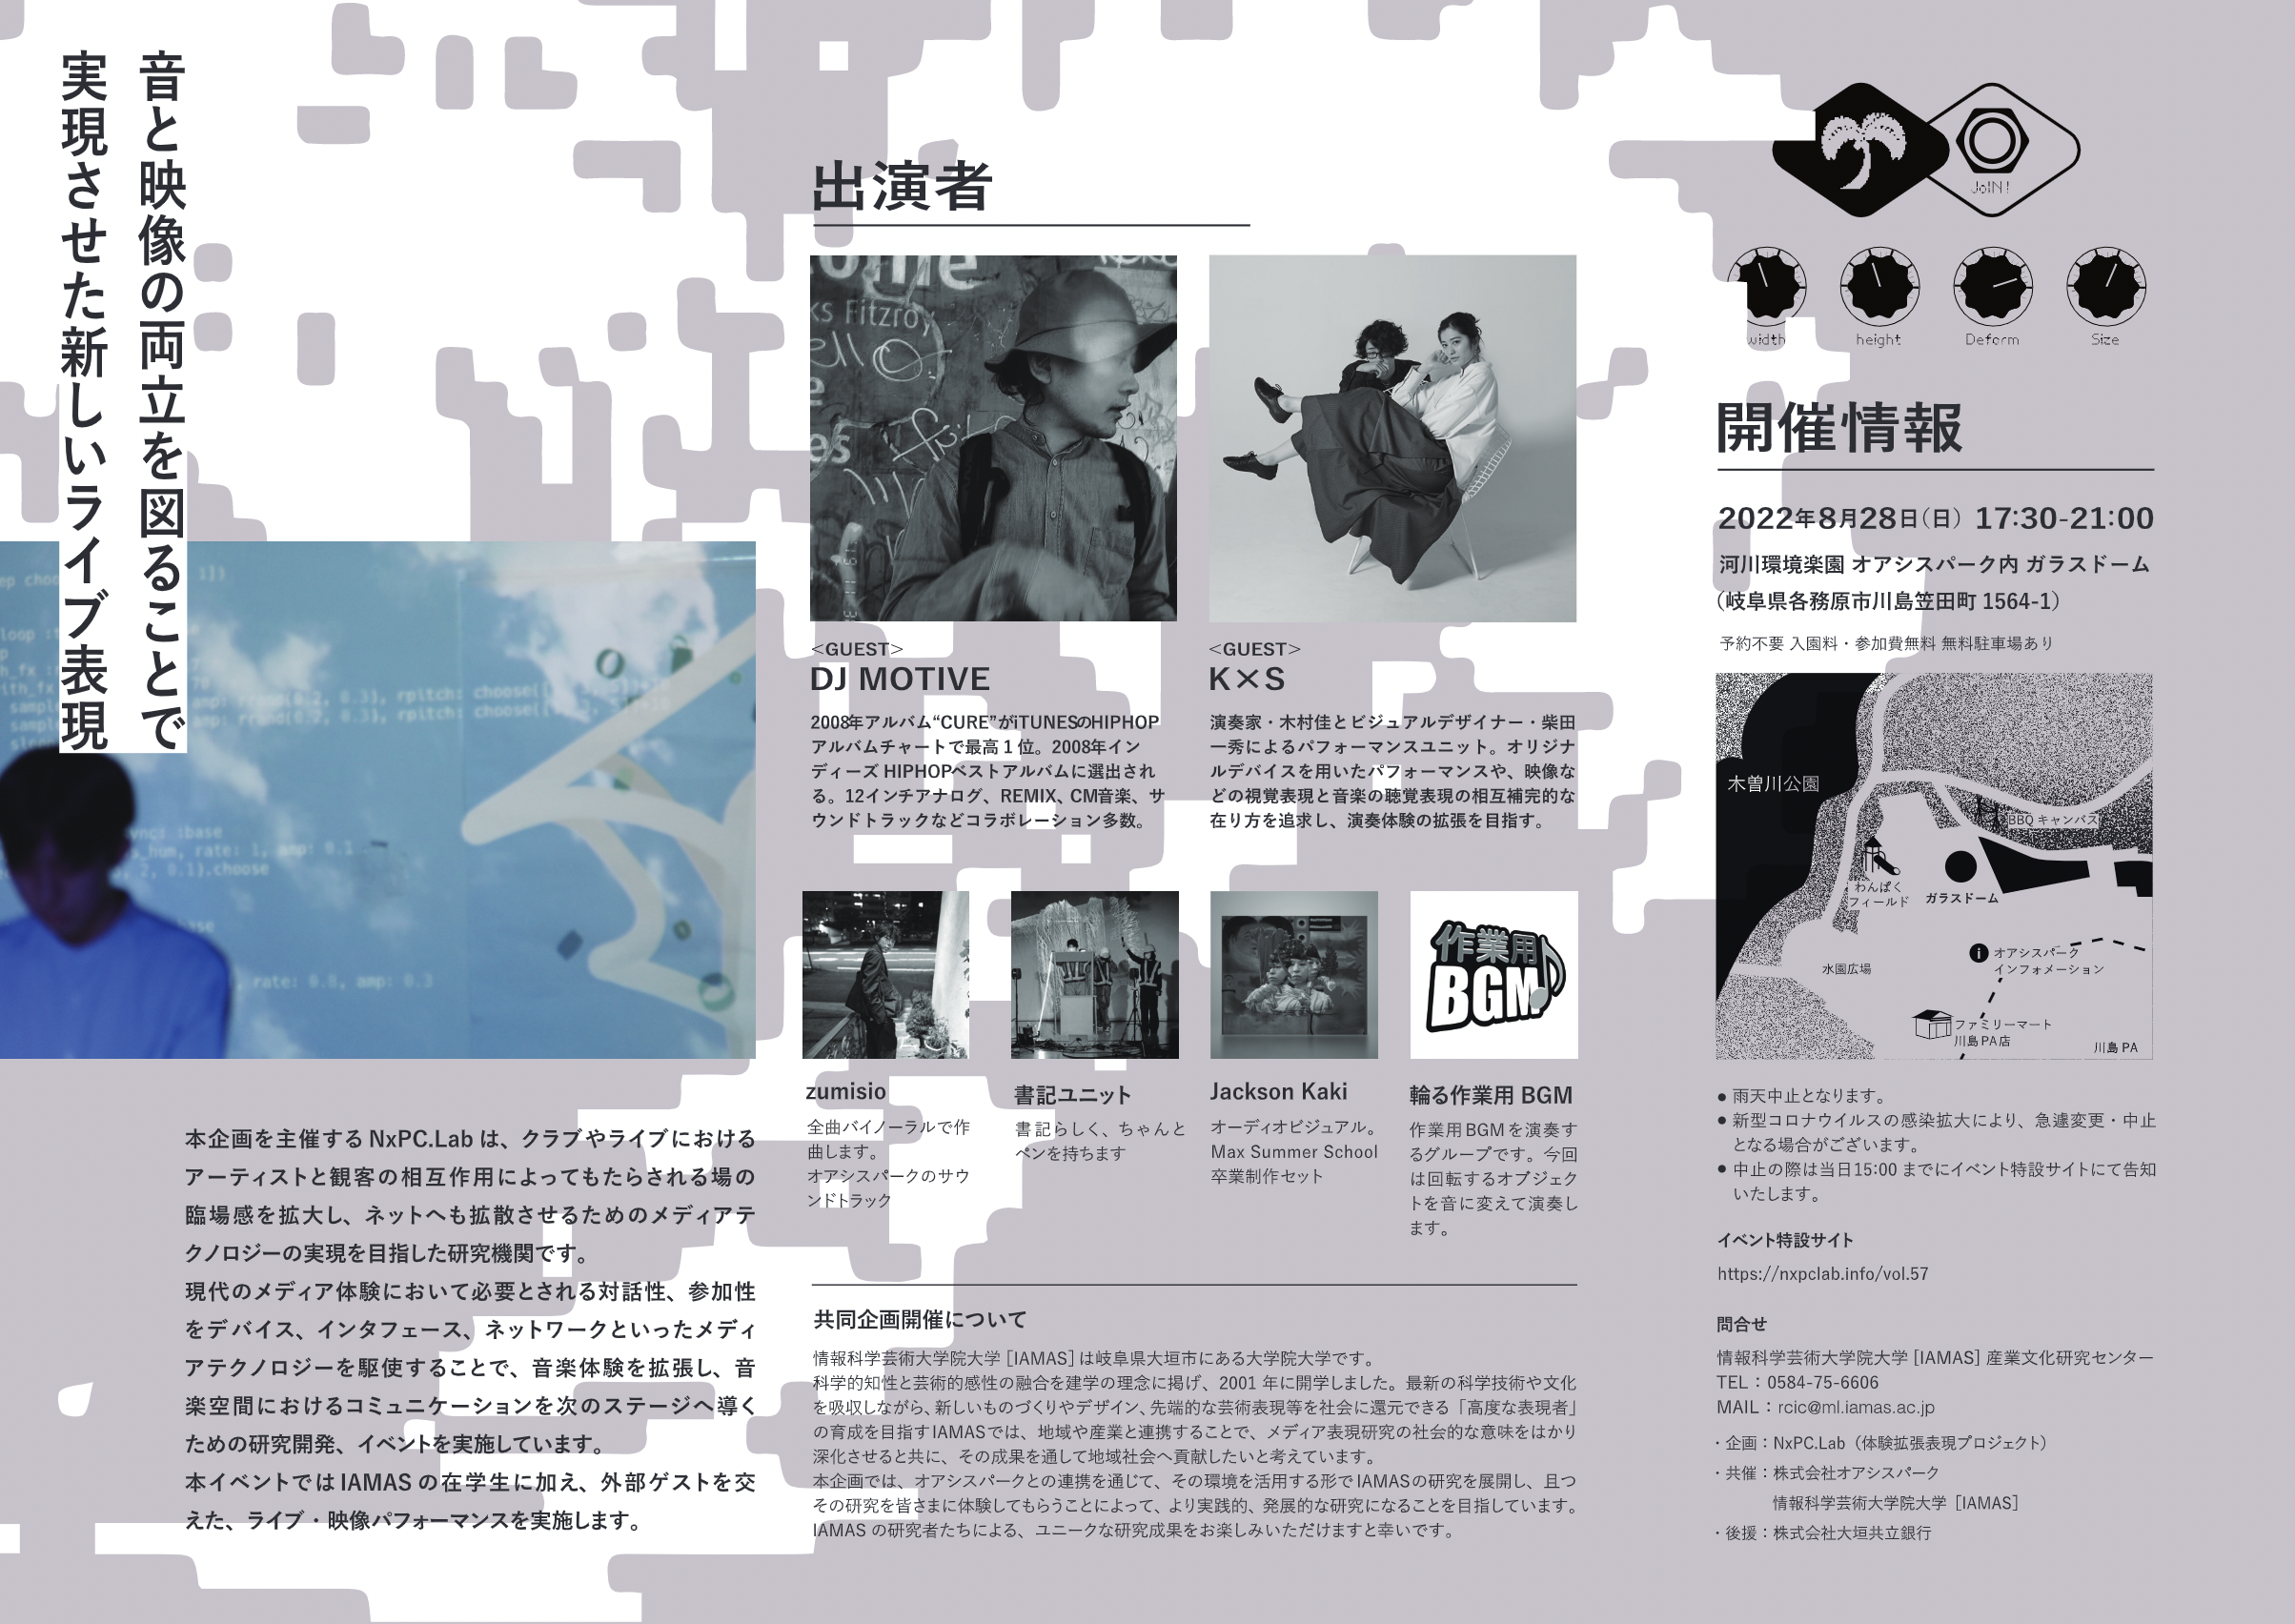 音と映像の両立を図ることで
実現させた新しいライブ表現
本企画を主催する NxPC.Lab は、クラブやライブにおける
アーティストと観客の相互作用によってもたらされる場の
臨場感を拡大し、ネットへも拡散させるためのメディアテ
クノロジーの実現を目指した研究機関です。
現代のメディア体験において必要とされる対話性、参加性
をデバイス、インタフェース、ネットワークといったメディ
アテクノロジーを駆使することで、音楽体験を拡張し、音
楽空間におけるコミュニケーションを次のステージへ導く
ための研究開発、イベントを実施しています。
本イベントでは IAMAS の在学生に加え、外部ゲストを交
えた、ライブ・映像パフォーマンスを実施します。
出演者
<GUEST>
DJ MOTIVE
2008年アルバム“CURE”がiTUNESのHIPHOP
アルバムチャートで最高 1 位。2008年イン
ディーズ HIPHOPベストアルバムに選出され
る。12インチアナログ、REMIX、CM音楽、サ
ウンドトラックなどコラボレーション多数。
<GUEST>
K×S
演奏家・木村佳とビジュアルデザイナー・柴田
一秀によるパフォーマンスユニット。オリジナ
ルデバイスを用いたパフォーマンスや、映像な
どの視覚表現と音楽の聴覚表現の相互補完的な
在り方を追求し、演奏体験の拡張を目指す。
作業用
BGM
zumisio
全曲バイノーラルで作
曲します。
オアシスパークのサウ
ンドトラック
書記ユニット
書記らしく、ちゃんと
ペンを持ちます
Jackson Kaki
オーディオビジュアル。
Max Summer School
卒業制作セット
輪る作業用 BGM
作業用BGMを演奏す
るグループです。今回
は回転するオブジェク
トを音に変えて演奏し
ます。
共同企画開催について
情報科学芸術大学院大学［IAMAS］は岐阜県大垣市にある大学院大学です。
科学的知性と芸術的感性の融合を建学の理念に掲げ、2001 年に開学しました。最新の科学技術や文化
を吸収しながら、新しいものづくりやデザイン、先端的な芸術表現等を社会に還元できる「高度な表現者」
の育成を目指すIAMASでは、地域や産業と連携することで、メディア表現研究の社会的な意味をはかり
深化させると共に、その成果を通して地域社会へ貢献したいと考えています。
本企画では、オアシスパークとの連携を通じて、その環境を活用する形でIAMASの研究を展開し、且つ
その研究を皆さまに体験してもらうことによって、より実践的、発展的な研究になることを目指しています。
IAMAS の研究者たちによる、ユニークな研究成果をお楽しみいただけますと幸いです。
JoIN!
width height Deform Size
開催情報
2022年8月28日(日) 17:30-21:00
河川環境楽園 オアシスパーク内 ガラスドーム
（岐阜県各務原市川島笠田町 1564-1）
予約不要 入園料・参加費無料 無料駐車場あり
木曽川公園
BBQ キャンバス
わんぱく
フィールド
ガラスドーム
オアシスパーク
インフォメーション
水園広場
ファミリーマート
川島PA店
川島 PA
● 雨天中止となります。
● 新型コロナウイルスの感染拡大により、急遽変更・中止
となる場合がございます。
● 中止の際は当日15:00 までにイベント特設サイトにて告知
いたします。
イベント特設サイト
https://nxpclab.info/vol.57
問合せ
情報科学芸術大学院大学 [IAMAS] 産業文化研究センター
TEL：0584-75-6606
MAIL：rcic@ml.iamas.ac.jp
・企画：NxPC.Lab（体験拡張表現プロジェクト）
・共催：株式会社オアシスパーク
情報科学芸術大学院大学［IAMAS］
・後援：株式会社大垣共立銀行